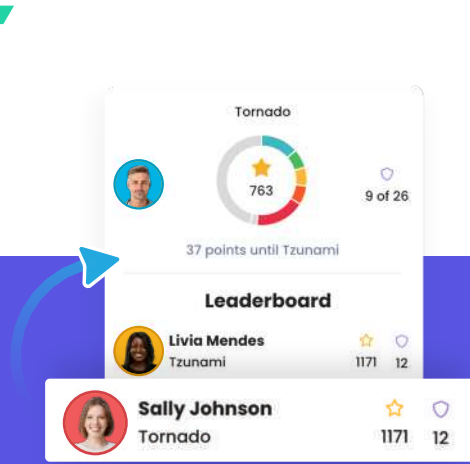 Tornado
763
9 of 26
37 points until Tzunami
Leaderboard
Livia Mendes
Tzunami
1171 12
Sally Johnson
Tornado
1171 12